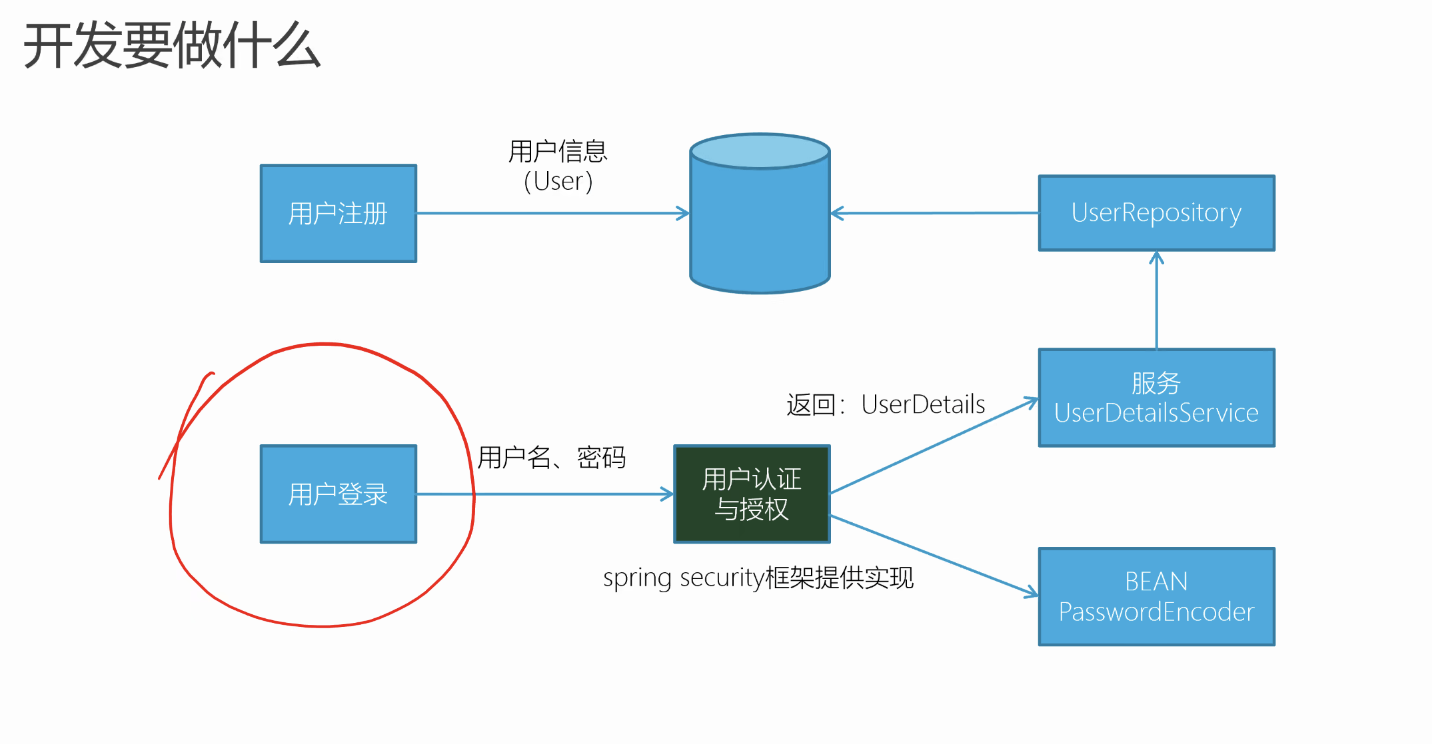 开发要做什么
用户信息
（User）
用户注册
UserRepository
服务
UserDetailsService
返回：UserDetails
用户名、密码
用户登录
用户认证
与授权
spring security框架提供实现
BEAN
PasswordEncoder